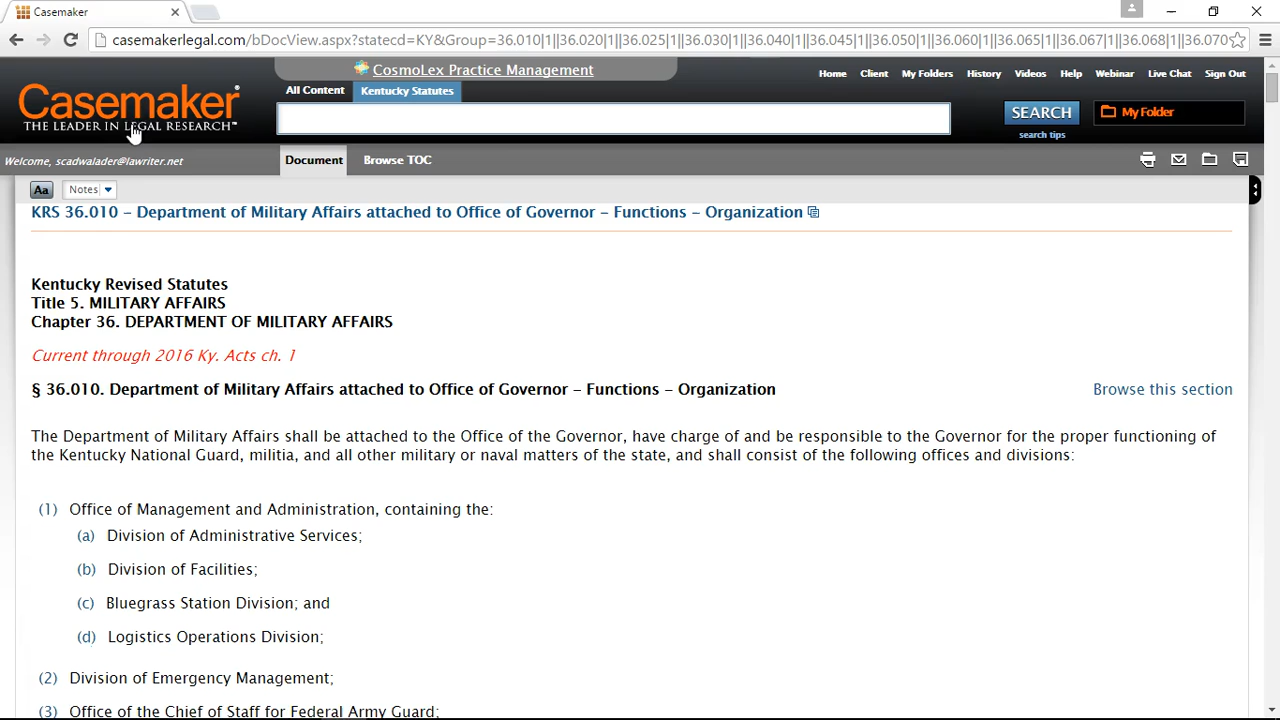 Casemaker
casemakerlegal.com/bDocView.aspx?statecd=KY&Group=36.010|1||36.020|1||36.025|1||36.030|1||36.040|1||36.045|1||36.050|1||36.060|1||36.065|1||36.067|1||36.068|1||36.070
CosmoLex Practice Management
Home Client My Folders History Videos Help Webinar Live Chat Sign Out
All Content Kentucky Statutes
Casemaker
THE LEADER IN LEGAL RESEARCH™
SEARCH
My Folder
search tips
Welcome, scadwalader@lawriter.net
Document Browse TOC
Aa Notes
KRS 36.010 – Department of Military Affairs attached to Office of Governor – Functions – Organization
Kentucky Revised Statutes
Title 5. MILITARY AFFAIRS
Chapter 36. DEPARTMENT OF MILITARY AFFAIRS
Current through 2016 Ky. Acts ch. 1
§ 36.010. Department of Military Affairs attached to Office of Governor – Functions – Organization
Browse this section
The Department of Military Affairs shall be attached to the Office of the Governor, have charge of and be responsible to the Governor for the proper functioning of
the Kentucky National Guard, militia, and all other military or naval matters of the state, and shall consist of the following offices and divisions:
(1) Office of Management and Administration, containing the:
(a) Division of Administrative Services;
(b) Division of Facilities;
(c) Bluegrass Station Division; and
(d) Logistics Operations Division;
(2) Division of Emergency Management;
(3) Office of the Chief of Staff for Federal Army Guard;